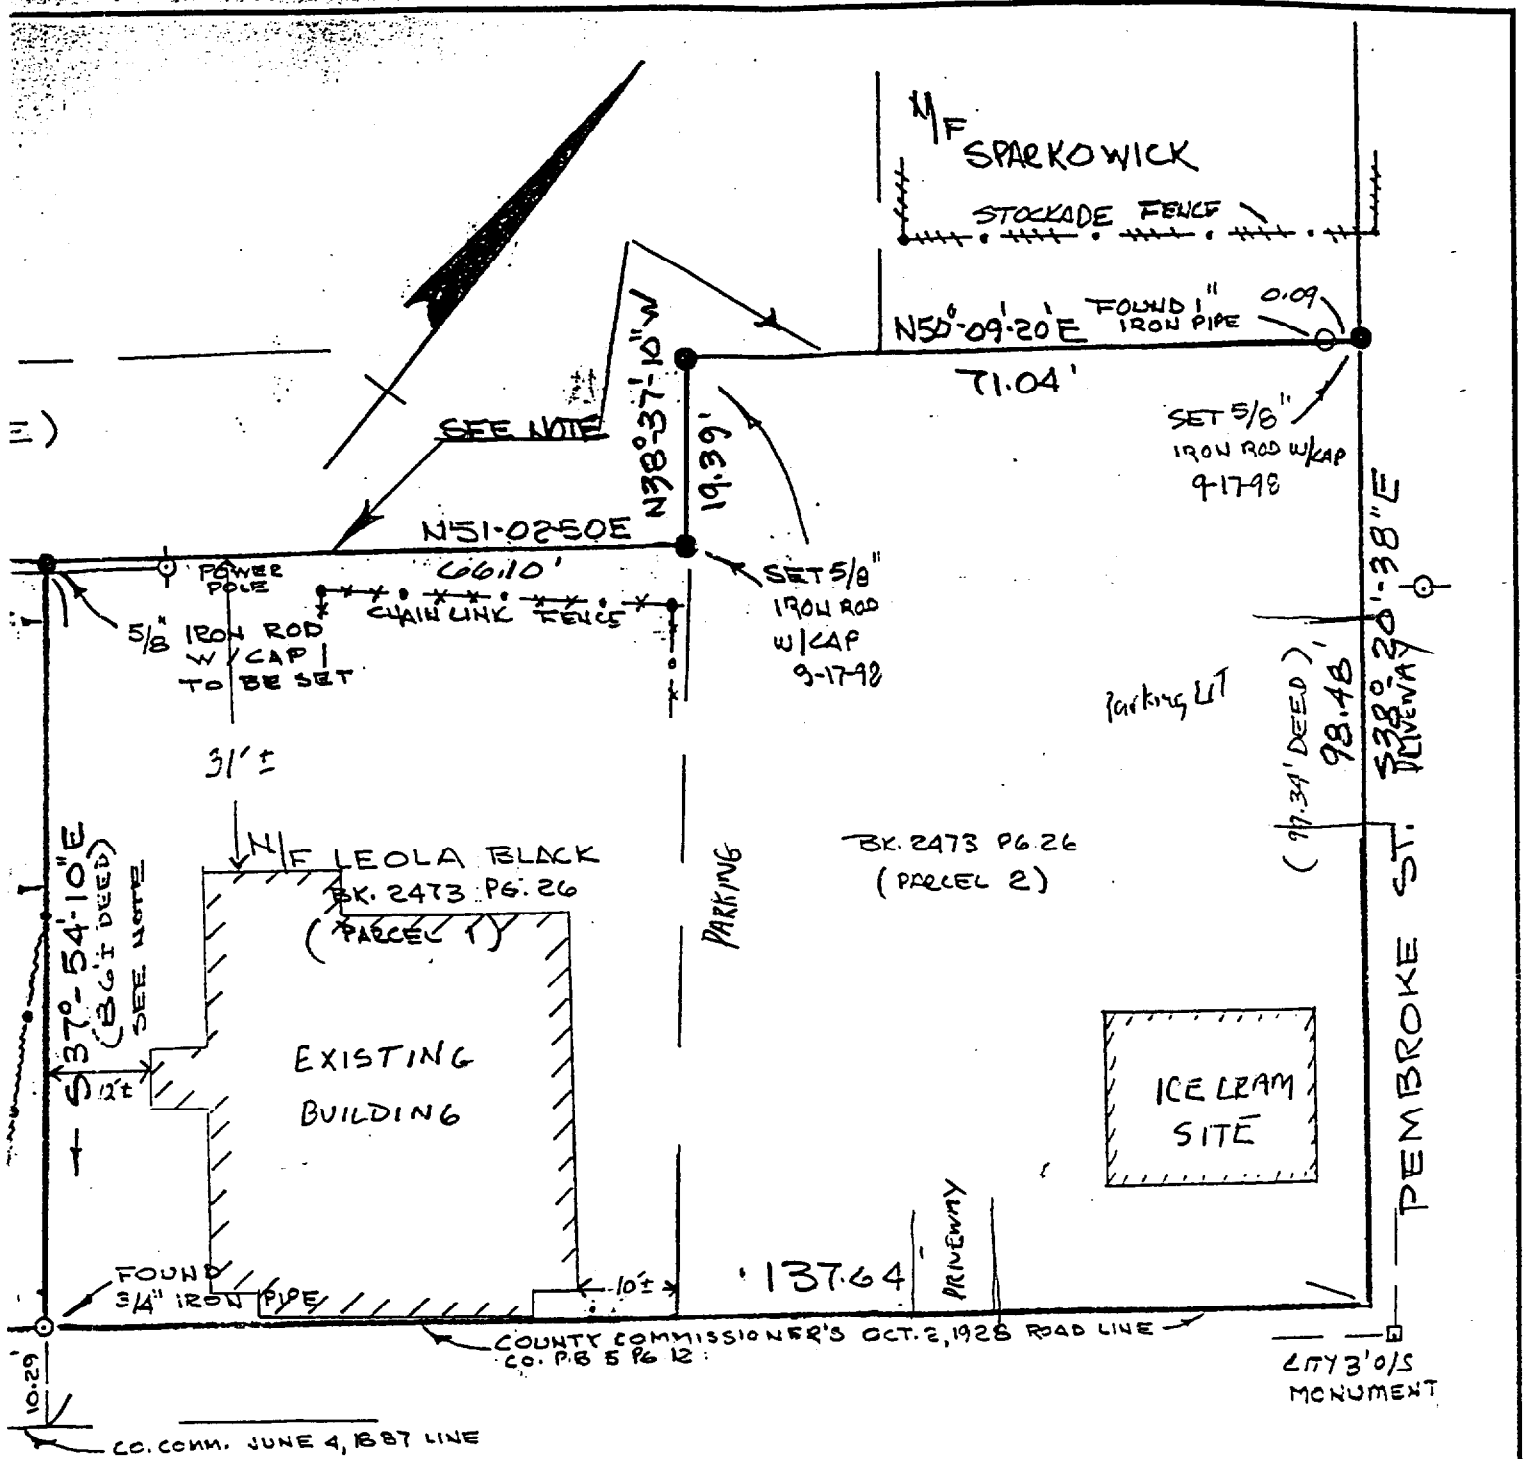 N/F
SPARKOWICK
STOCKADE FENCE
N50°-09'-20'E
FOUND 1"
IRON PIPE
0.09
71.04'
SET 5/8"
IRON ROD W/CAP
9-17-98
SEE NOTE
N38°-37'-10"W
19.39'
N51-02-50E
66.10'
POWER
POLE
CHAIN LINK FENCE
5/8" IRON ROD
W/CAP
TO BE SET
SET 5/8"
IRON ROD
W/CAP
9-17-98
31'±
Parking LOT
(97.34' DEED)
98.48'
S38°-20'-38"E
DRIVEWAY
PEMBROKE ST.
N/F LEOLA BLACK
BK. 2473 PG. 26
(PARCEL 1)
BK. 2473 PG. 26
(PARCEL 2)
PARKING
S37°-54'-10"E
(86'± DEED)
SEE NOTE
12'±
EXISTING
BUILDING
ICE CRAM
SITE
DRIVEWAY
FOUND
3/4" IRON PIPE
10'±
137.64
COUNTY COMMISSIONER'S OCT. 2, 1928 ROAD LINE
CO. P.B 5 PG 12
CITY 3' O/S
MONUMENT
10.29'
CO. COMM. JUNE 4, 1887 LINE